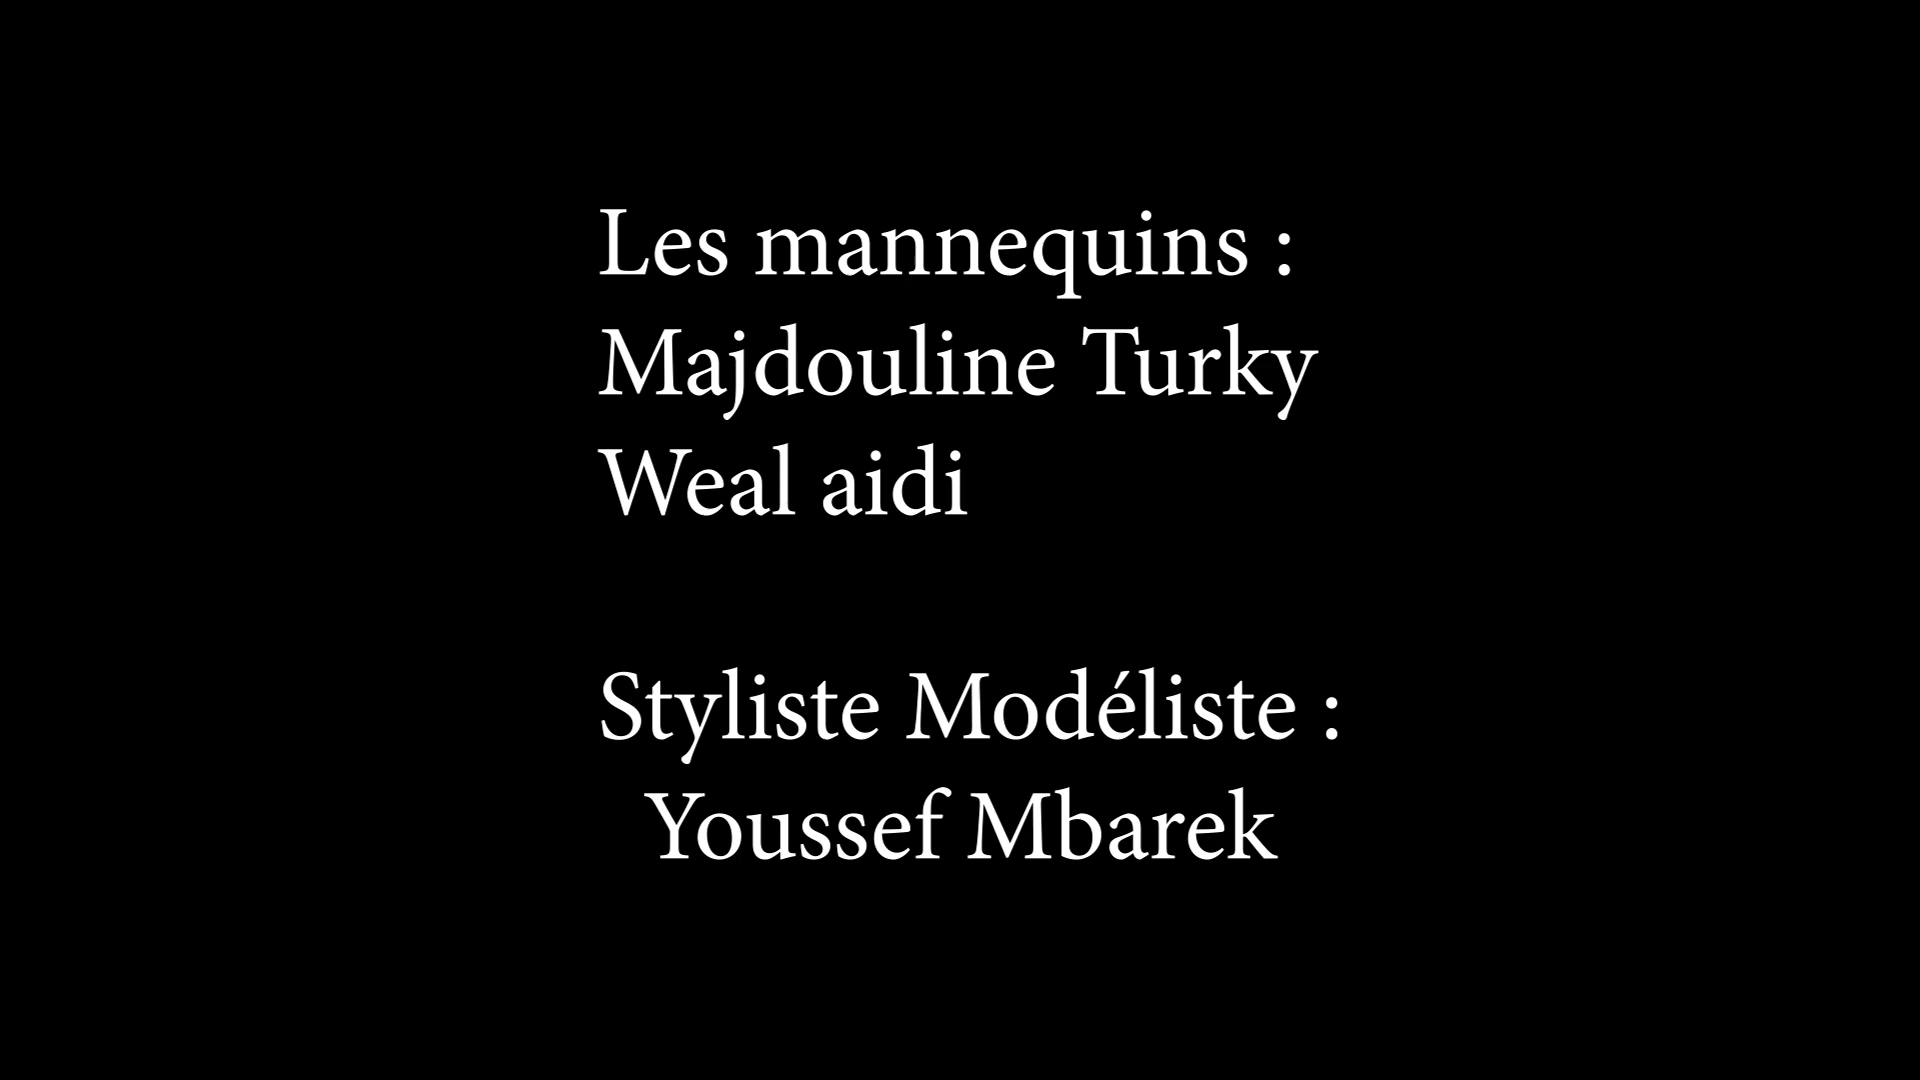 Les mannequins :
Majdouline Turky
Weal aidi
Styliste Modéliste :
Youssef Mbarek